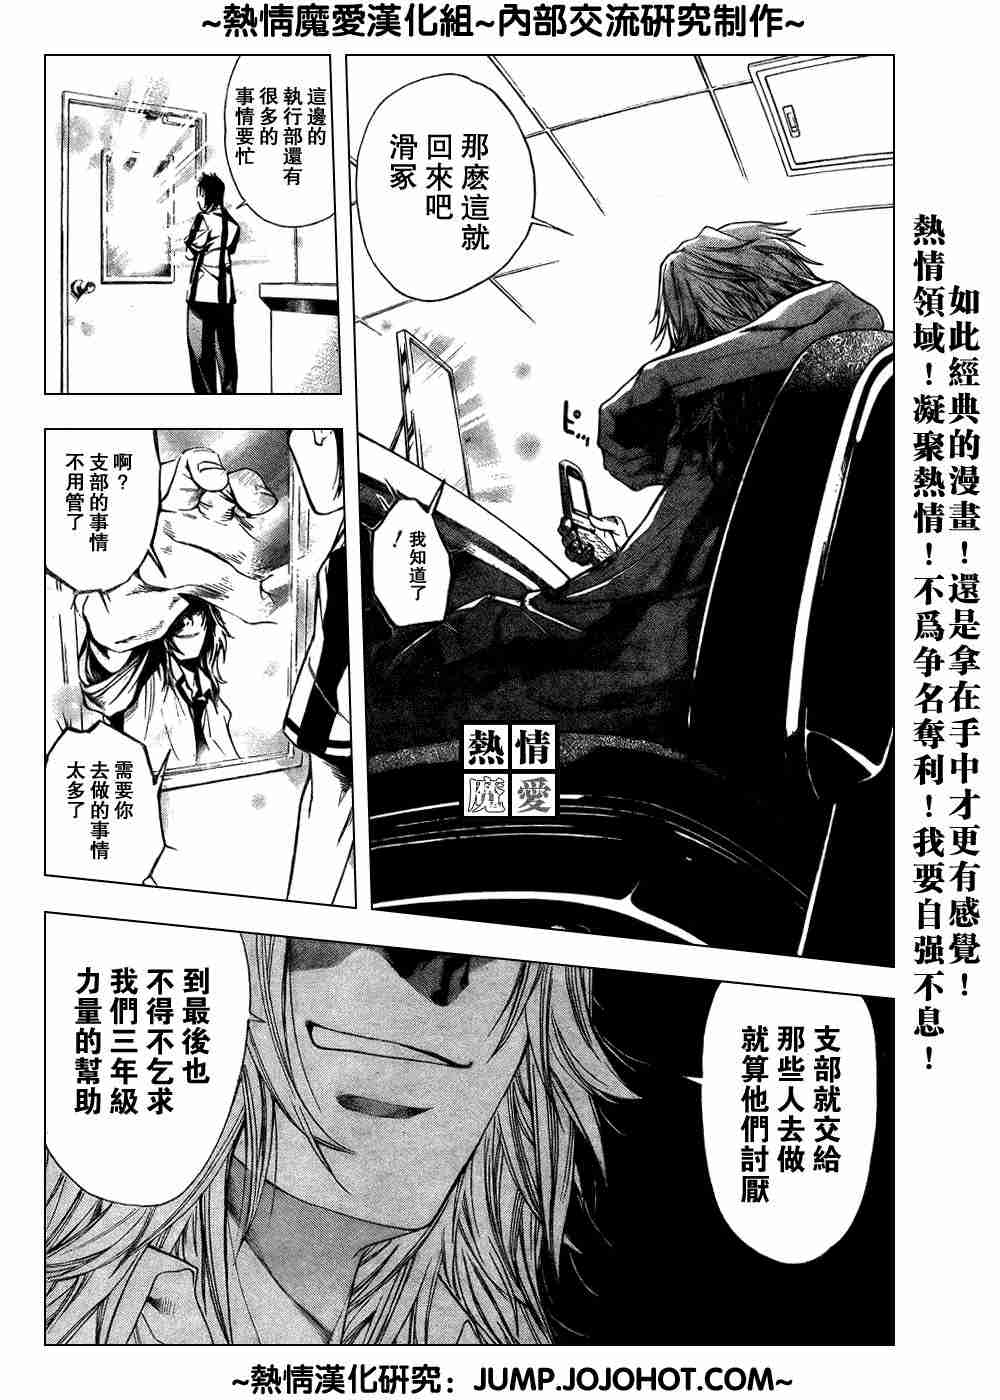 ~熱情魔愛漢化組~內部交流研究制作~
那麽這就
回來吧
滑冢
ピ…
我知道了
！
這邊的
執行部還有
很多的
事情要忙
啊？
支部的事情
不用管了
需要你
去做的事情
太多了
熱情
魔愛
支部就交給
那些人去做
就算他們討厭
到最後也
不得不乞求
我們三年級
力量的幫助
如此經典的漫畫！還是拿在手中才更有感覺！
熱情領域！凝聚熱情！不爲争名奪利！我要自强不息！
~熱情漢化研究：JUMP.JOJOHOT.COM~